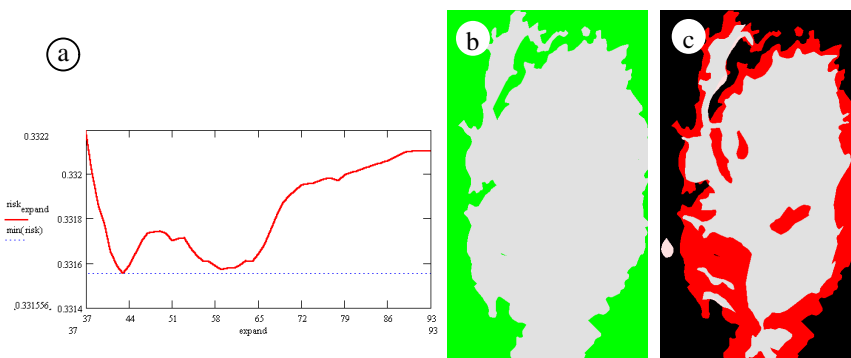 a
b
c
0.3322
0.332
risk
expand
0.3318
min(risk)
0.3316
,0.331556,
0.3314
37 44 51 58 65 72 79 86 93
37 expand 93